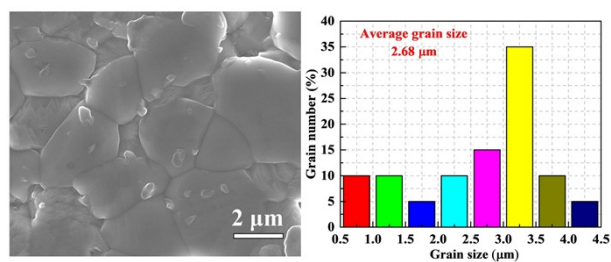 2 μm
Average grain size
2.68 μm
Grain number (%)
40
35
30
25
20
15
10
5
0
0.5 1.0 1.5 2.0 2.5 3.0 3.5 4.0 4.5
Grain size (μm)